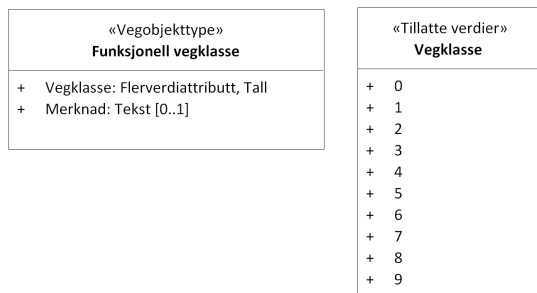 «Vegobjekttype»
Funksjonell vegklasse
+ Vegklasse: Flerverdiattributt, Tall
+ Merknad: Tekst [0..1]
«Tillatte verdier»
Vegklasse
+ 0
+ 1
+ 2
+ 3
+ 4
+ 5
+ 6
+ 7
+ 8
+ 9